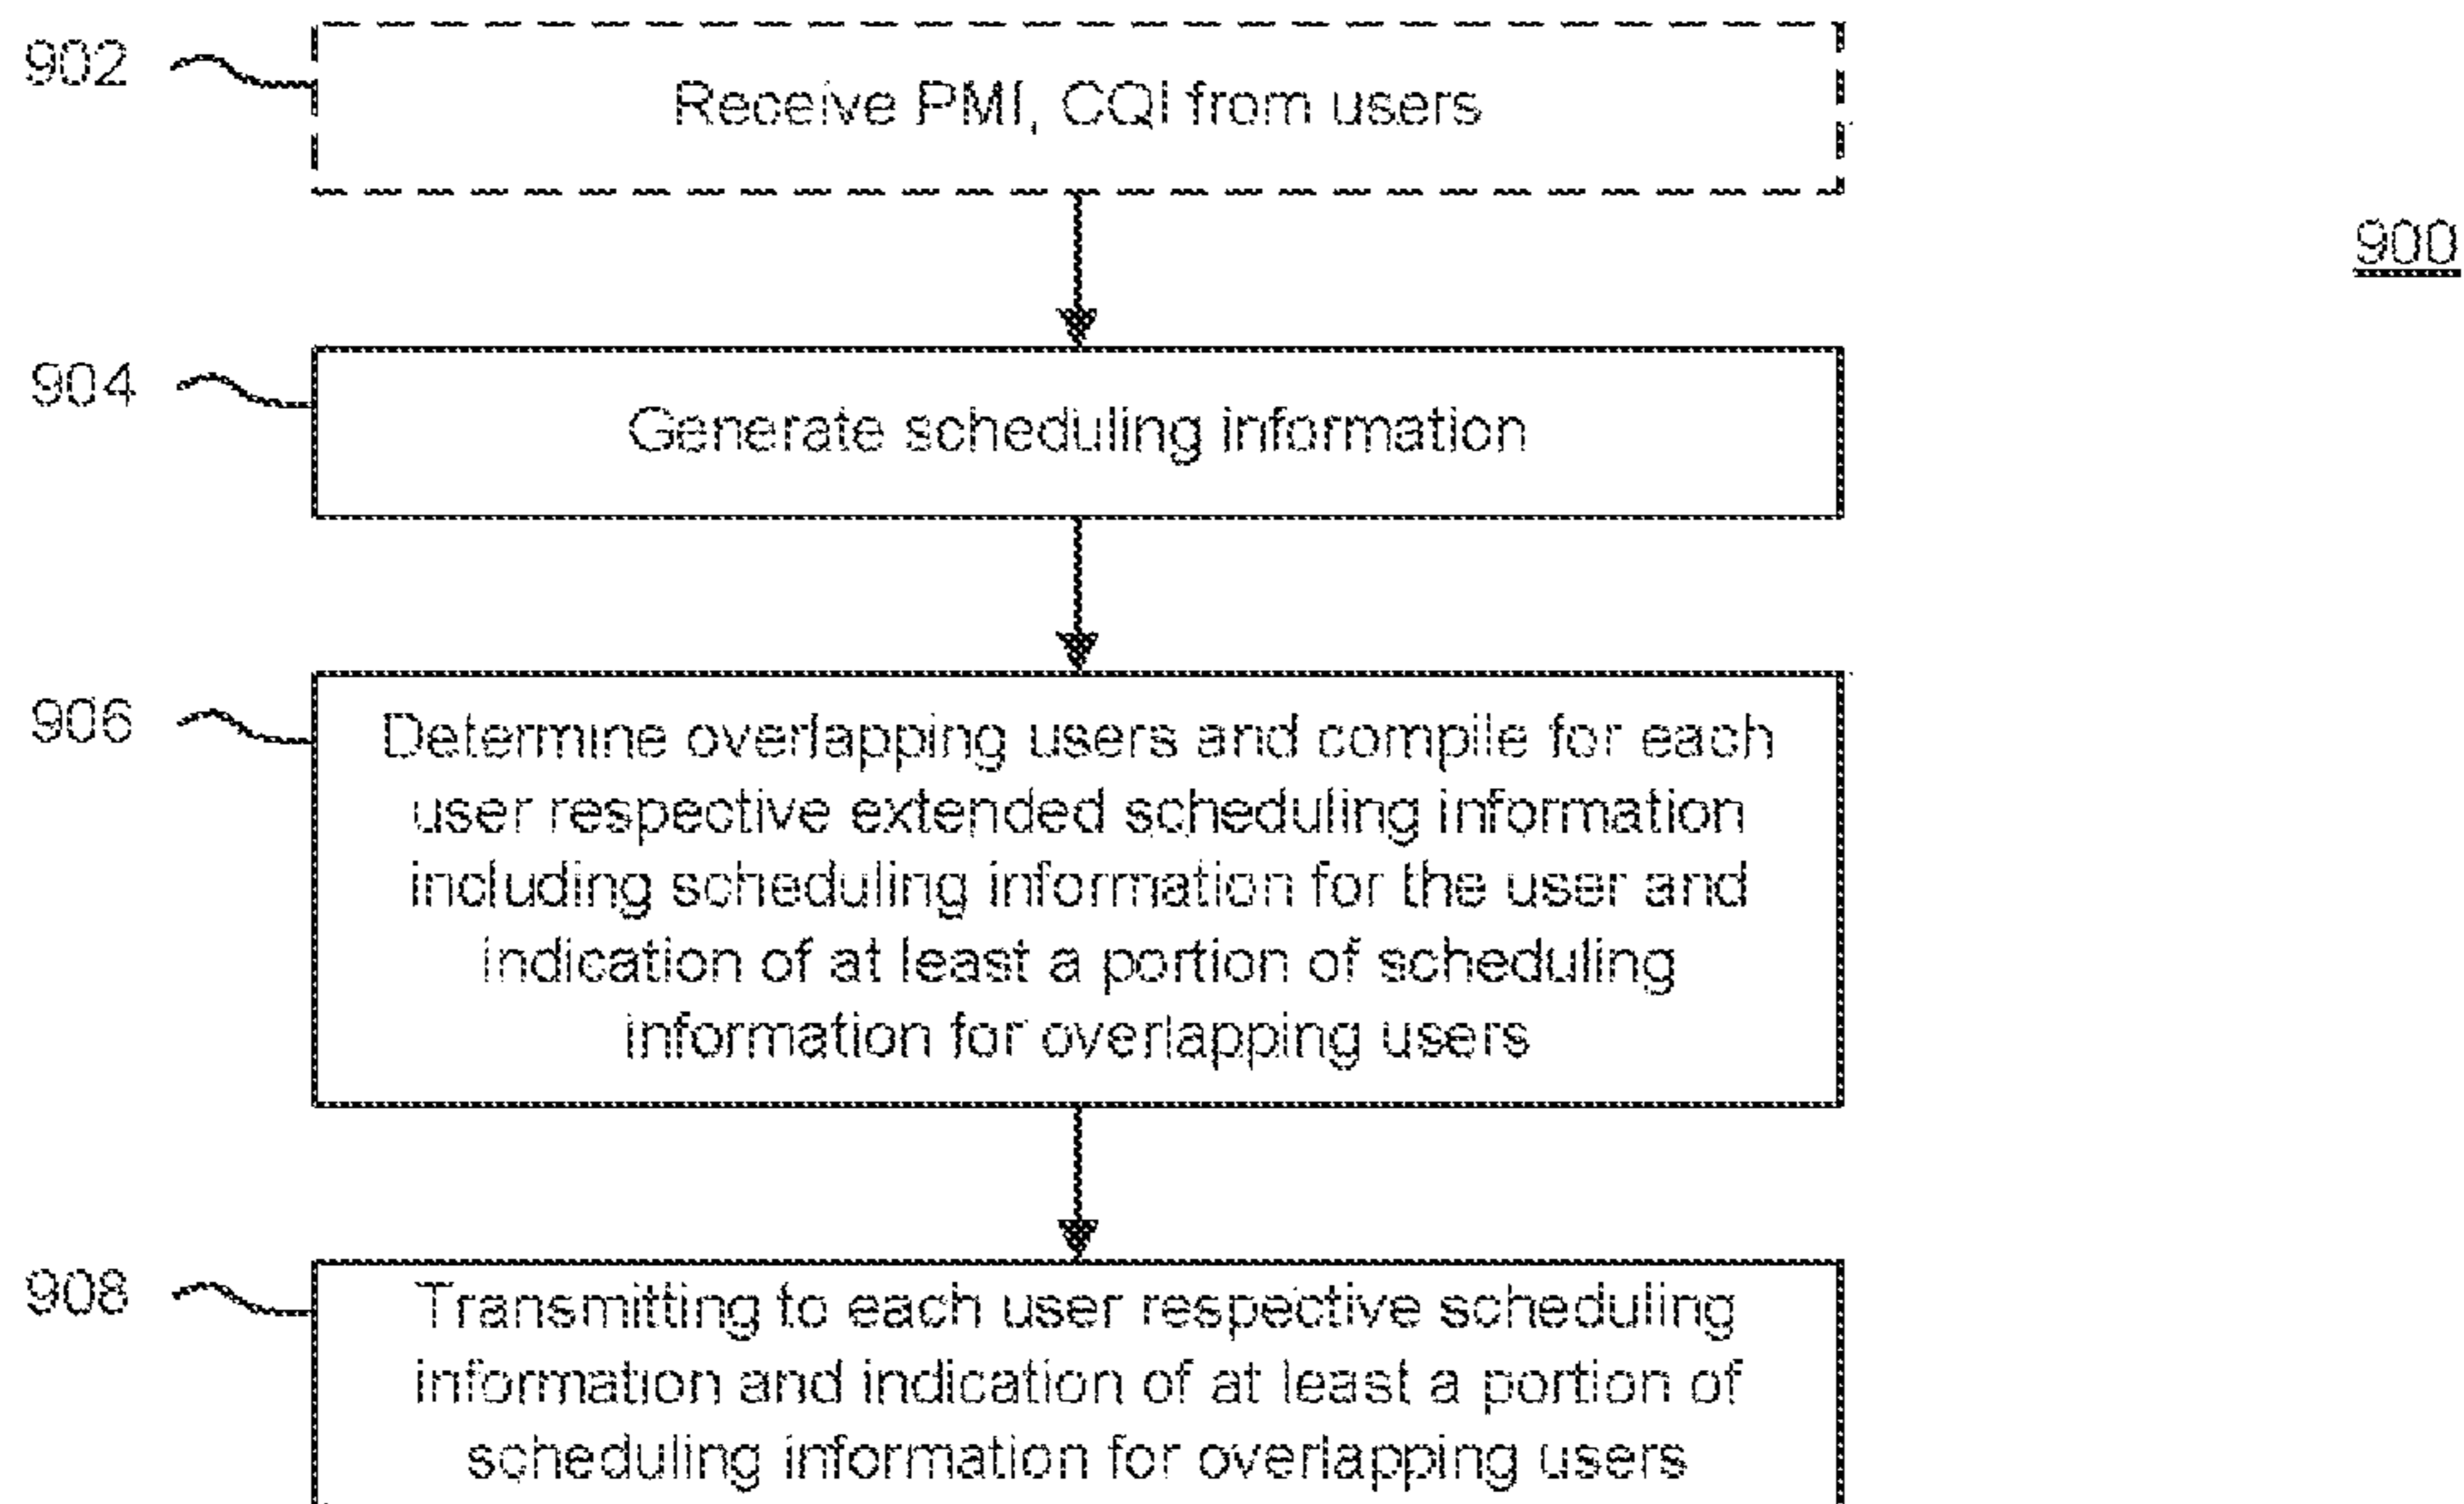 902
Receive PMI, CQI from users
900
904
Generate scheduling information
906
Determine overlapping users and compile for each
user respective extended scheduling information
including scheduling information for the user and
indication of at least a portion of scheduling
information for overlapping users
908
Transmitting to each user respective scheduling
information and indication of at least a portion of
scheduling information for overlapping users